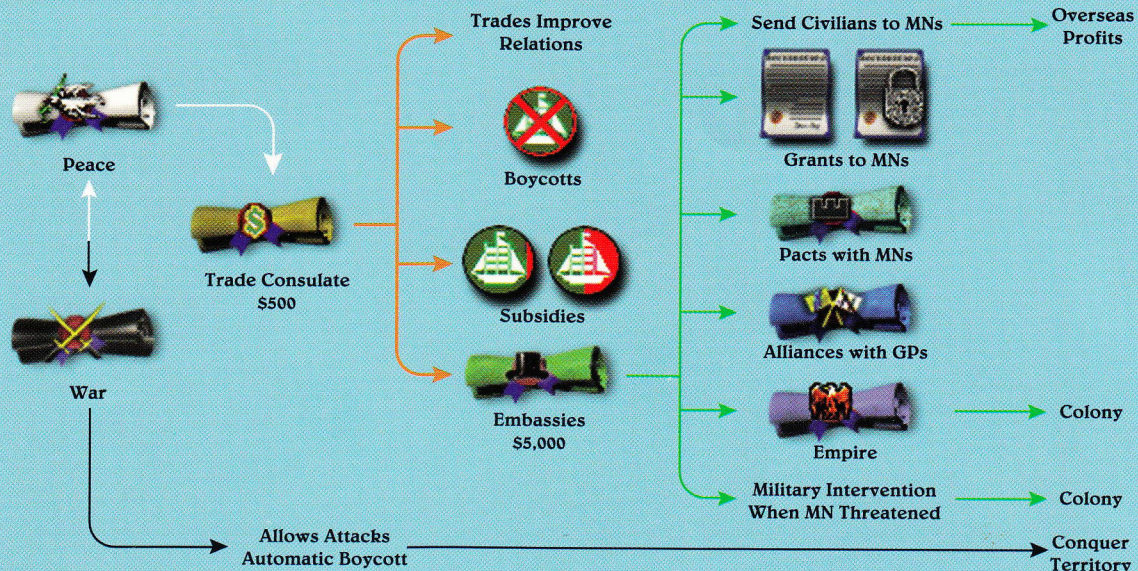 Peace
War
Trade Consulate
$500
Trades Improve
Relations
Boycotts
Subsidies
Embassies
$5,000
Send Civilians to MNs
Overseas
Profits
Grants to MNs
Pacts with MNs
Alliances with GPs
Empire
Colony
Military Intervention
When MN Threatened
Colony
Allows Attacks
Automatic Boycott
Conquer
Territory
$